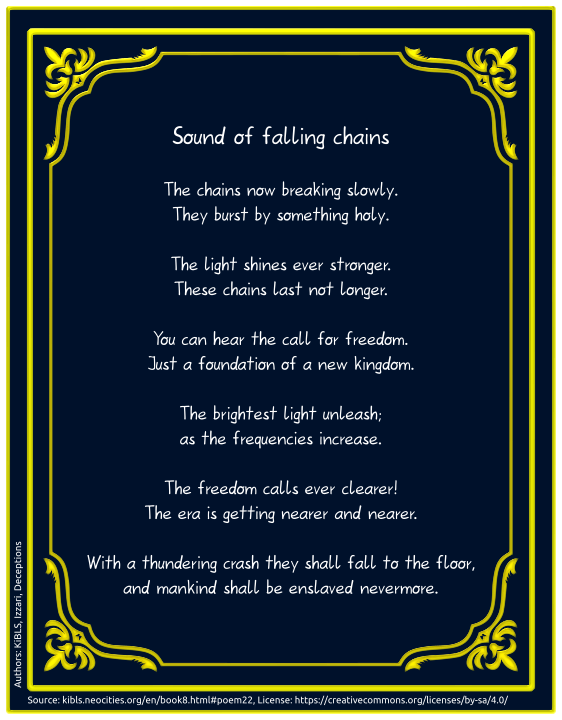 Sound of falling chains
The chains now breaking slowly.
They burst by something holy.
The light shines ever stronger.
These chains last not longer.
You can hear the call for freedom.
Just a foundation of a new kingdom.
The brightest light unleash;
as the frequencies increase.
The freedom calls ever clearer!
The era is getting nearer and nearer.
With a thundering crash they shall fall to the floor,
and mankind shall be enslaved nevermore.
Authors: KiBLS, Izzari, Deceptions
Source: kibls.neocities.org/en/book8.html#poem22, License: https://creativecommons.org/licenses/by-sa/4.0/